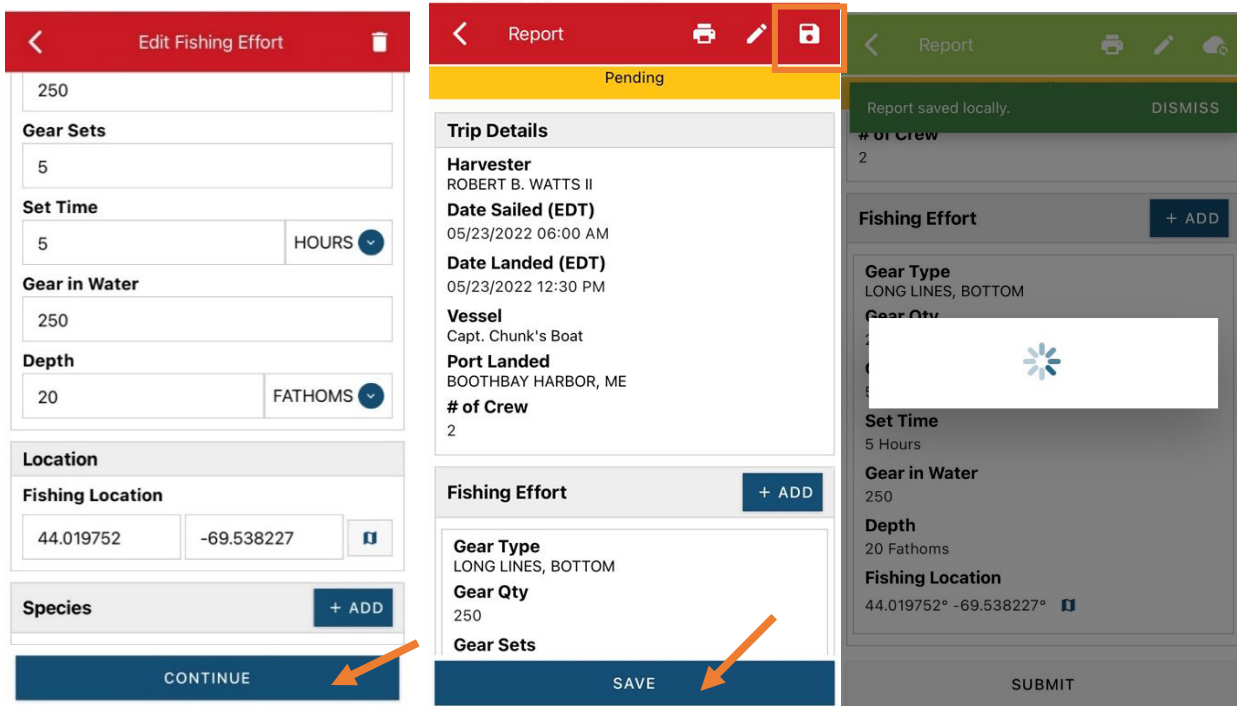 Edit Fishing Effort
250
Gear Sets
5
Set Time
5 HOURS
Gear in Water
250
Depth
20 FATHOMS
Location
Fishing Location
44.019752 -69.538227
Species + ADD
CONTINUE
Report
Pending
Trip Details
Harvester
ROBERT B. WATTS II
Date Sailed (EDT)
05/23/2022 06:00 AM
Date Landed (EDT)
05/23/2022 12:30 PM
Vessel
Capt. Chunk's Boat
Port Landed
BOOTHBAY HARBOR, ME
# of Crew
2
Fishing Effort + ADD
Gear Type
LONG LINES, BOTTOM
Gear Qty
250
Gear Sets
SAVE
Report
Report saved locally. DISMISS
# of Crew
2
Fishing Effort + ADD
Gear Type
LONG LINES, BOTTOM
Gear Qty
Set Time
5 Hours
Gear in Water
250
Depth
20 Fathoms
Fishing Location
44.019752° -69.538227°
SUBMIT